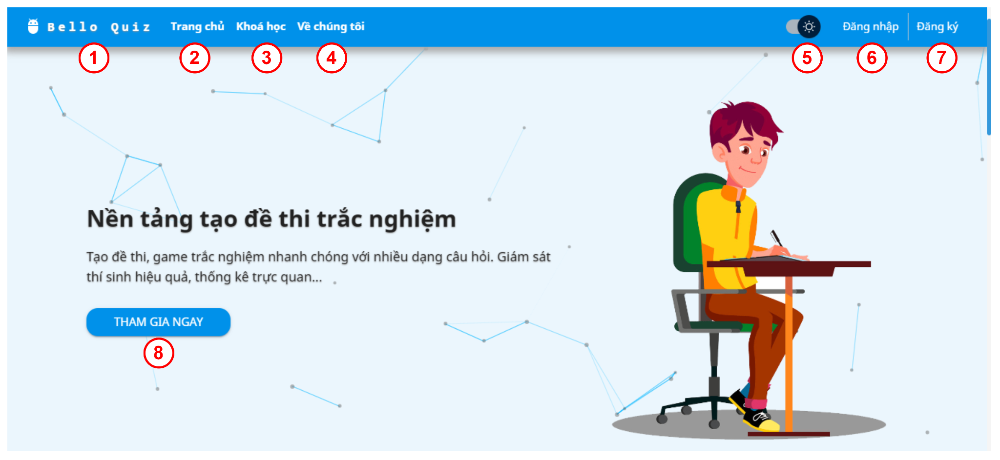 Bello Quiz Trang chủ Khoá học Về chúng tôi Đăng nhập Đăng ký
1 2 3 4 5 6 7
Nền tảng tạo đề thi trắc nghiệm
Tạo đề thi, game trắc nghiệm nhanh chóng với nhiều dạng câu hỏi. Giám sát
thí sinh hiệu quả, thống kê trực quan...
THAM GIA NGAY
8